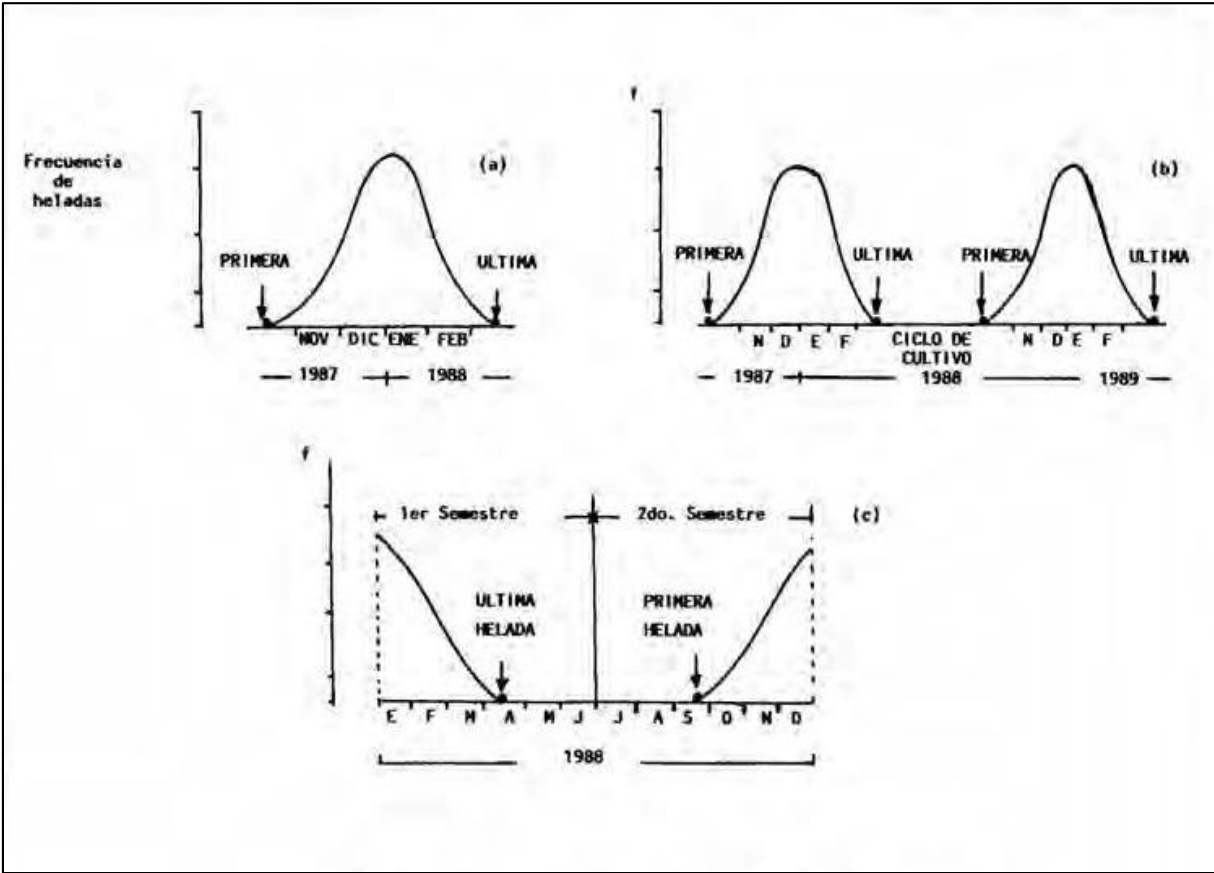 Frecuencia
de
heladas
(a)
PRIMERA
ULTIMA
NOV DIC ENE FEB
1987 1988
f
(b)
PRIMERA
ULTIMA
PRIMERA
ULTIMA
N D E F
CICLO DE
CULTIVO
N D E F
1987 1988 1989
f
1er Semestre
2do. Semestre
(c)
ULTIMA
HELADA
PRIMERA
HELADA
E F M A M J J A S O N D
1988